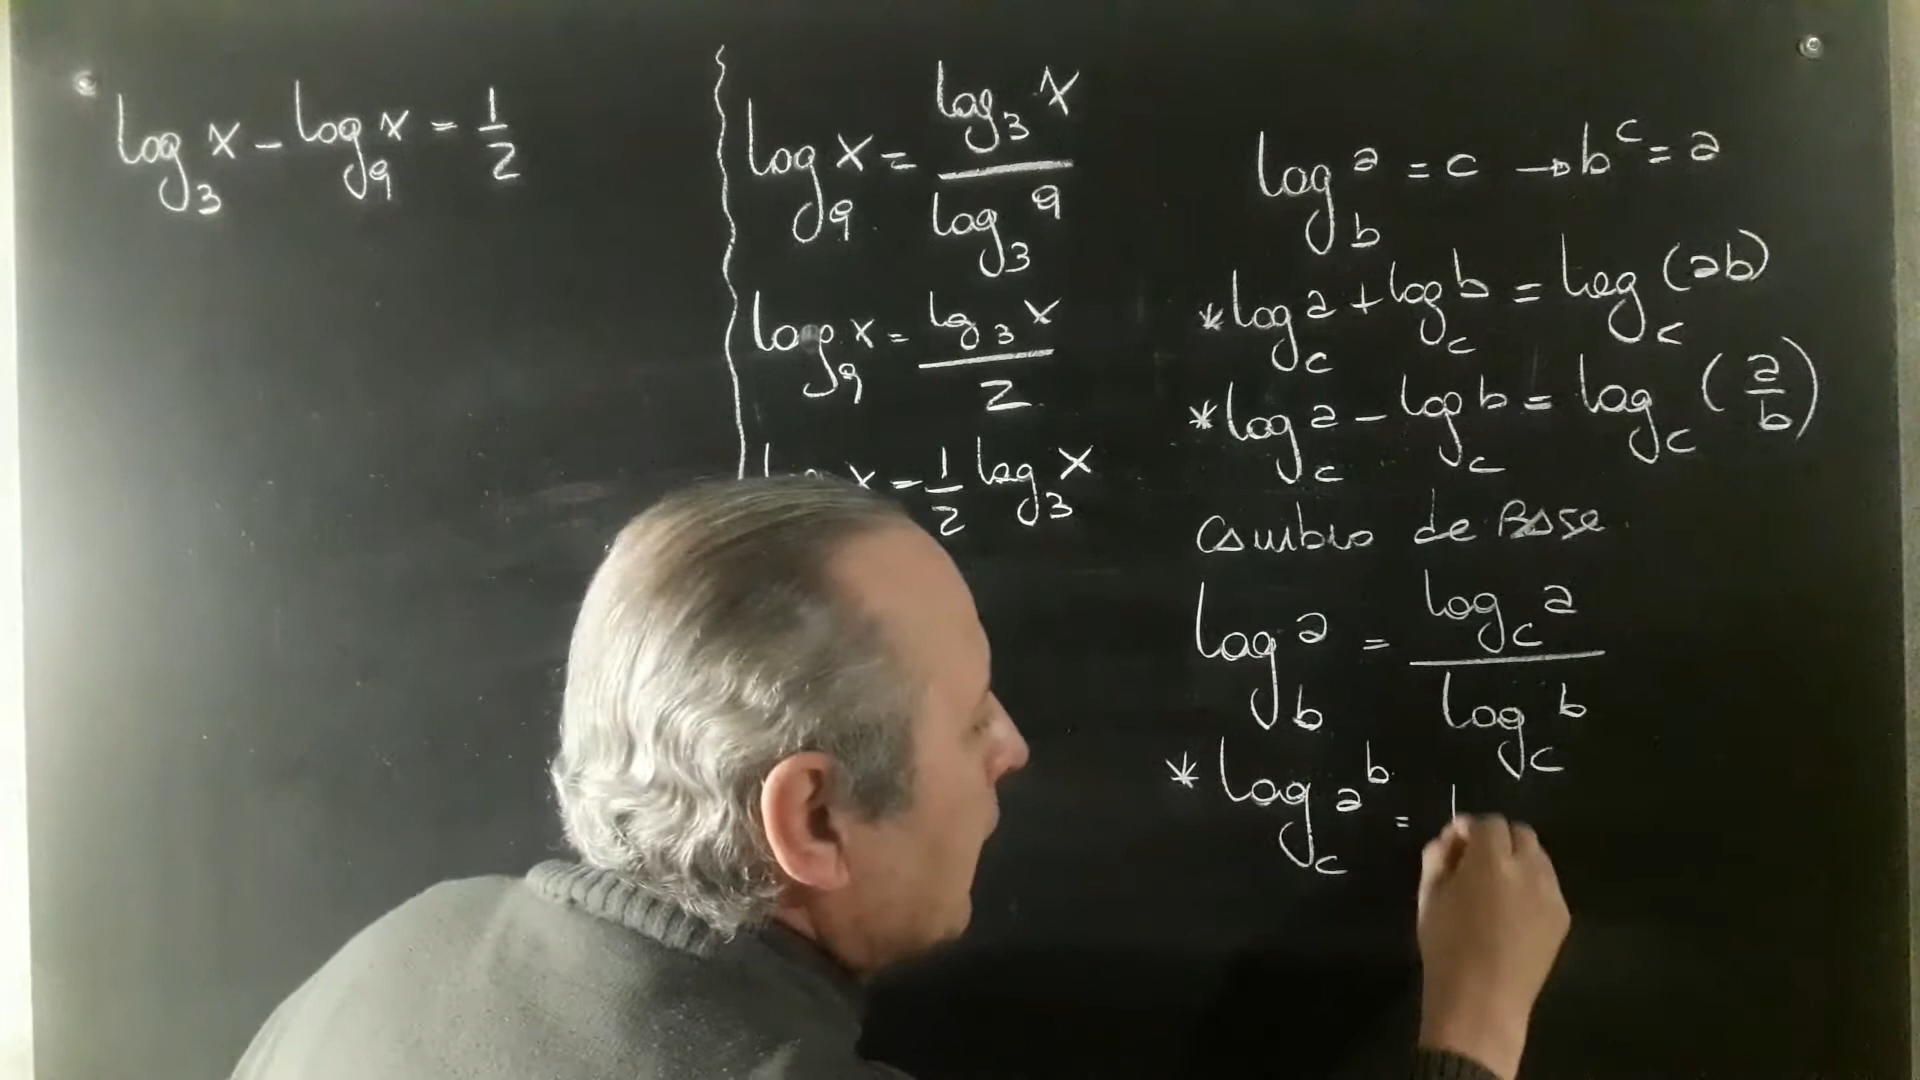 log₃ x - log₉ x = 1/2
log₉ x = log₃ x / log₃ 9
log₉ x = log₃ x / 2
x = 1/2 log₃ x
log_b a = c → b^c = a
* log_c a + log_c b = log_c (ab)
* log_c a - log_c b = log_c (a/b)
Cambio de Base
log_b a = log_c a / log_c b
* log_c a^b =